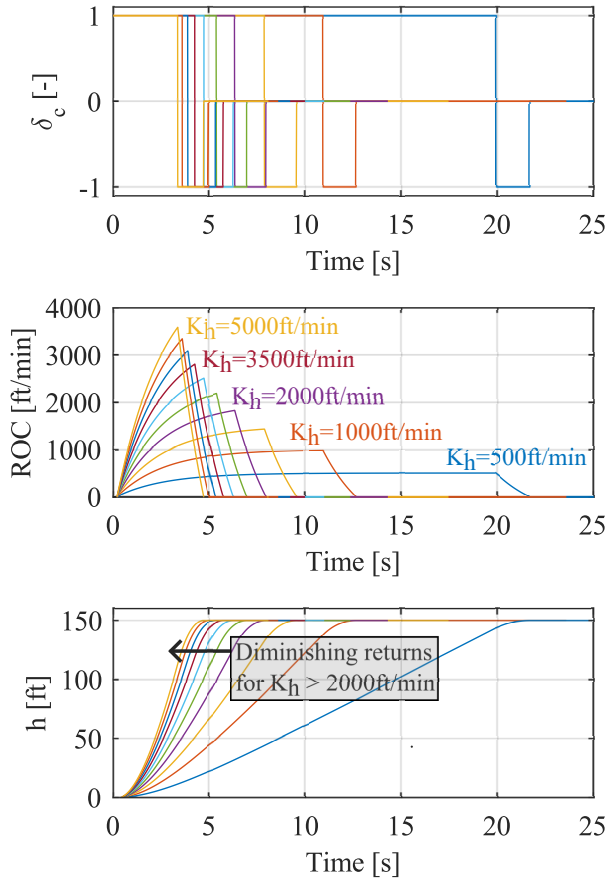 1
0
-1
δc [-]
0 5 10 15 20 25
Time [s]
4000
3000
2000
1000
0
ROC [ft/min]
Kḣ=5000ft/min
Kḣ=3500ft/min
Kḣ=2000ft/min
Kḣ=1000ft/min
Kḣ=500ft/min
0 5 10 15 20 25
Time [s]
150
100
50
0
h [ft]
Diminishing returns
for Kḣ > 2000ft/min
0 5 10 15 20 25
Time [s]